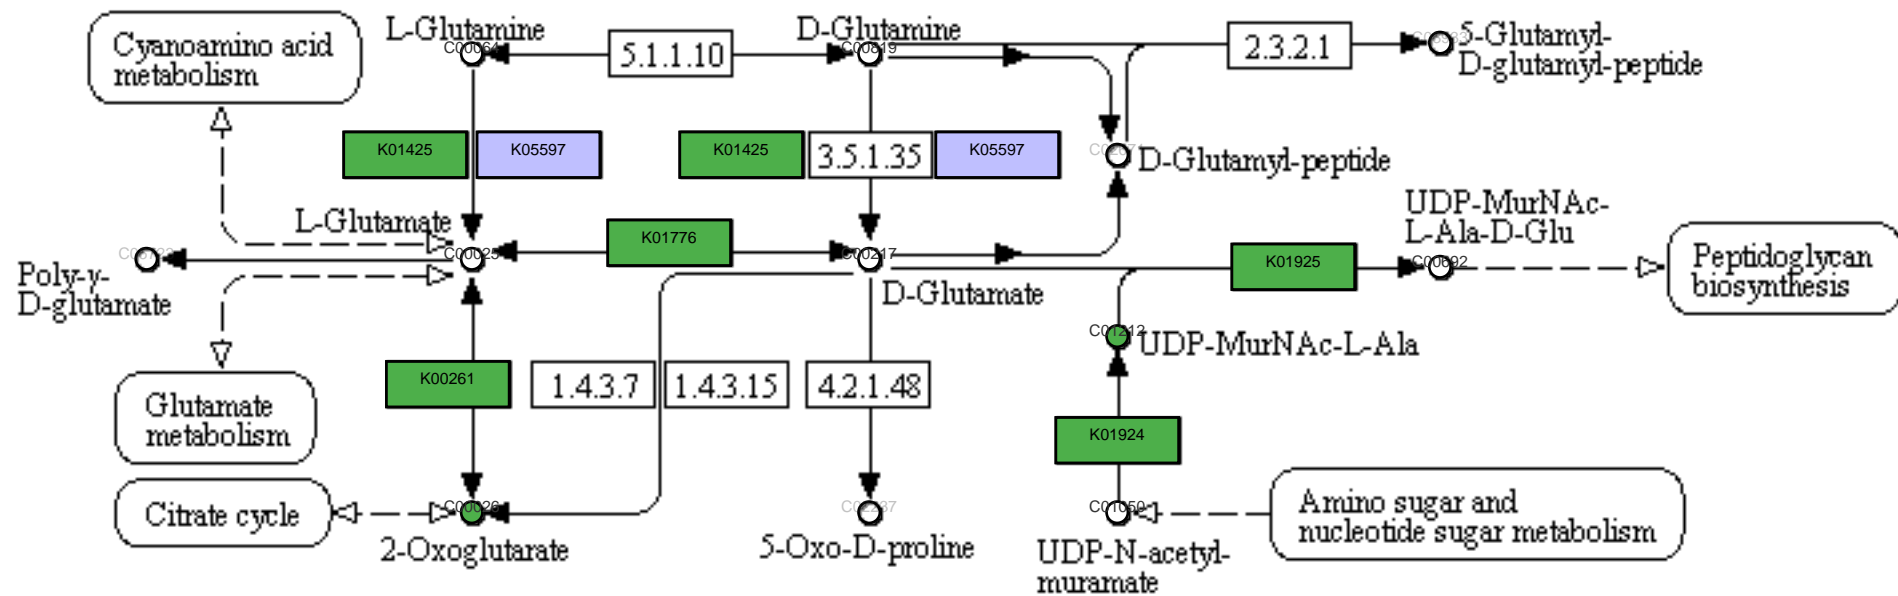 L-Glutamine
D-Glutamine
Cyanoamino acid
metabolism
C00064
5.1.1.10
C00819
2.3.2.1
5-Glutamyl-
D-glutamyl-peptide
K01425
K05597
K01425
3.5.1.35
K05597
D-Glutamyl-peptide
L-Glutamate
UDP-MurNAc-
L-Ala-D-Glu
K01776
C00025
C00217
K01925
C00692
Poly-γ-
D-glutamate
D-Glutamate
Peptidoglycan
biosynthesis
C01212
UDP-MurNAc-L-Ala
K00261
1.4.3.7
1.4.3.15
4.2.1.48
Glutamate
metabolism
K01924
Citrate cycle
C00026
C02237
C01050
Amino sugar and
nucleotide sugar metabolism
2-Oxoglutarate
5-Oxo-D-proline
UDP-N-acetyl-
muramate